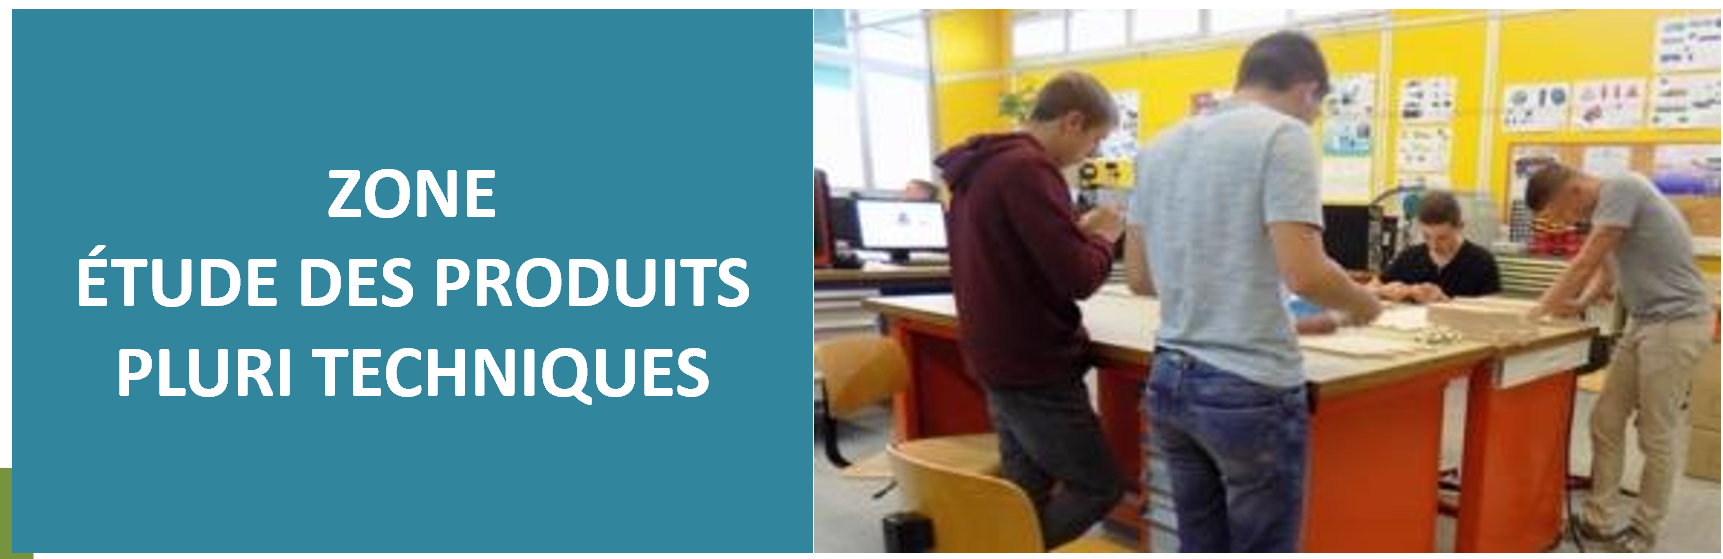 ZONE
ÉTUDE DES PRODUITS
PLURI TECHNIQUES